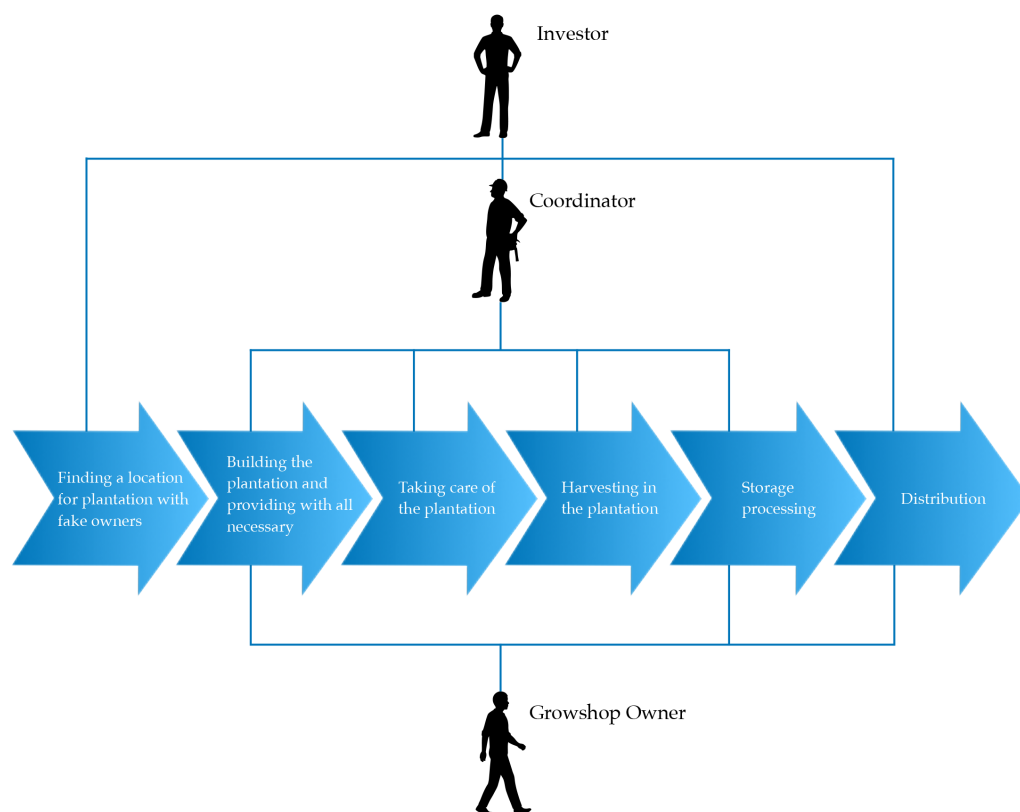 Investor
Coordinator
Finding a location
for plantation with
fake owners
Building the
plantation and
providing with all
necessary
Taking care of
the plantation
Harvesting in
the plantation
Storage
processing
Distribution
Growshop Owner